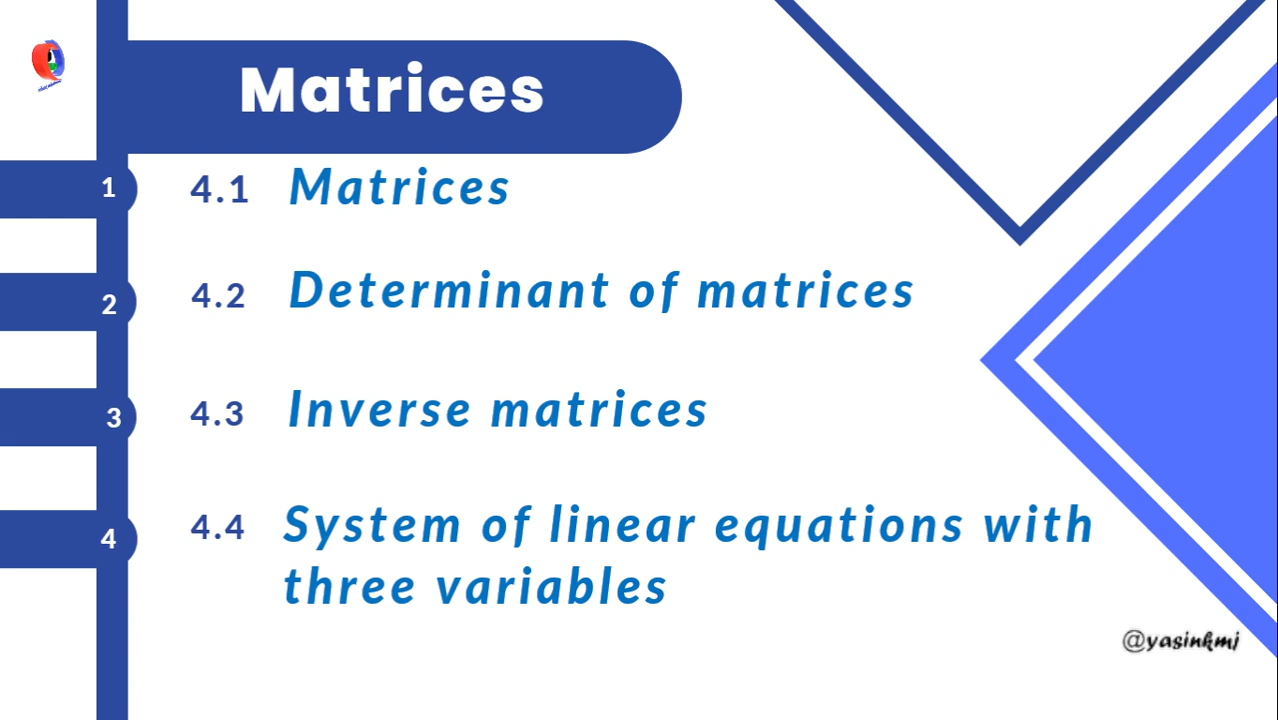 Matrices
1 4.1 Matrices
2 4.2 Determinant of matrices
3 4.3 Inverse matrices
4 4.4 System of linear equations with
three variables
@yasinkmj